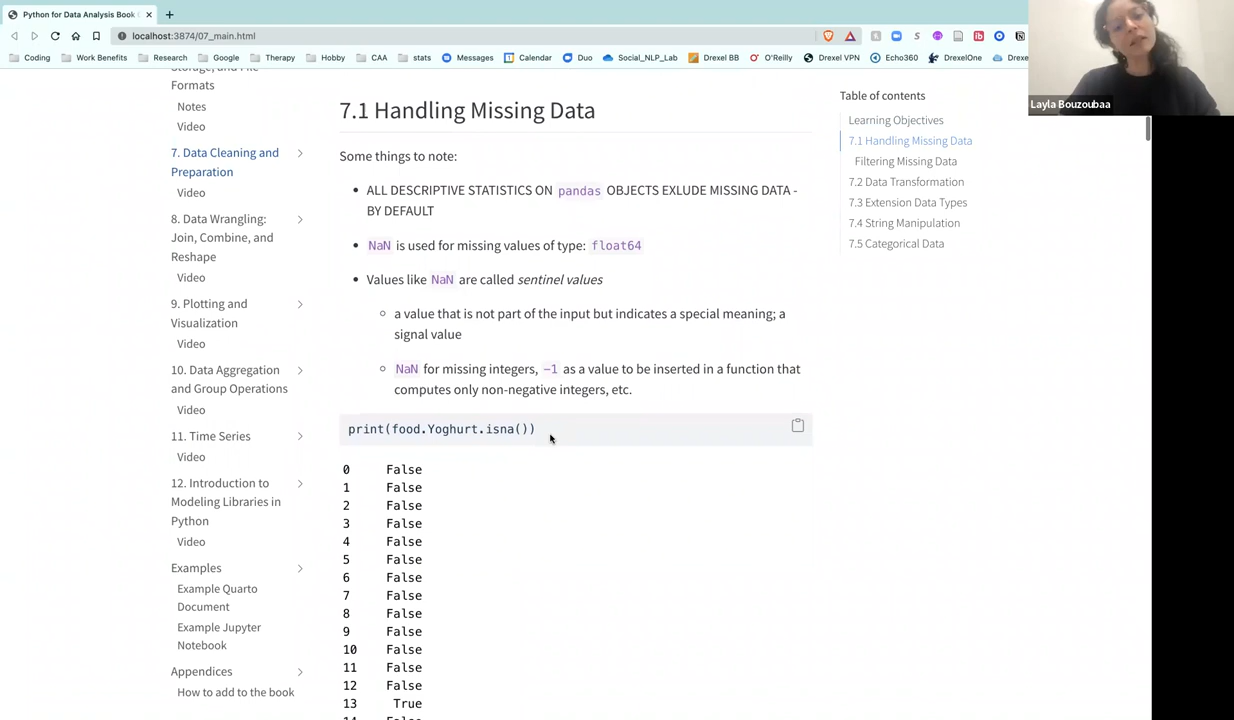 Python for Data Analysis Book
localhost:3874/07_main.html
Coding
Work Benefits
Research
Google
Therapy
Hobby
CAA
stats
Messages
Calendar
Duo
Social_NLP_Lab
Drexel BB
O'Reilly
Drexel VPN
Echo360
DrexelOne
Drexe
Layla Bouzoubaa
Storage, and File
Formats
Notes
Video
7. Data Cleaning and
Preparation
Video
8. Data Wrangling:
Join, Combine, and
Reshape
Video
9. Plotting and
Visualization
Video
10. Data Aggregation
and Group Operations
Video
11. Time Series
Video
12. Introduction to
Modeling Libraries in
Python
Video
Examples
Example Quarto
Document
Example Jupyter
Notebook
Appendices
How to add to the book
7.1 Handling Missing Data
Some things to note:
• ALL DESCRIPTIVE STATISTICS ON pandas OBJECTS EXLUDE MISSING DATA -
BY DEFAULT
• NaN is used for missing values of type: float64
• Values like NaN are called sentinel values
◦ a value that is not part of the input but indicates a special meaning; a
signal value
◦ NaN for missing integers, -1 as a value to be inserted in a function that
computes only non-negative integers, etc.
print(food.Yoghurt.isna())
0 False
1 False
2 False
3 False
4 False
5 False
6 False
7 False
8 False
9 False
10 False
11 False
12 False
13 True
14 False
Table of contents
Learning Objectives
7.1 Handling Missing Data
Filtering Missing Data
7.2 Data Transformation
7.3 Extension Data Types
7.4 String Manipulation
7.5 Categorical Data